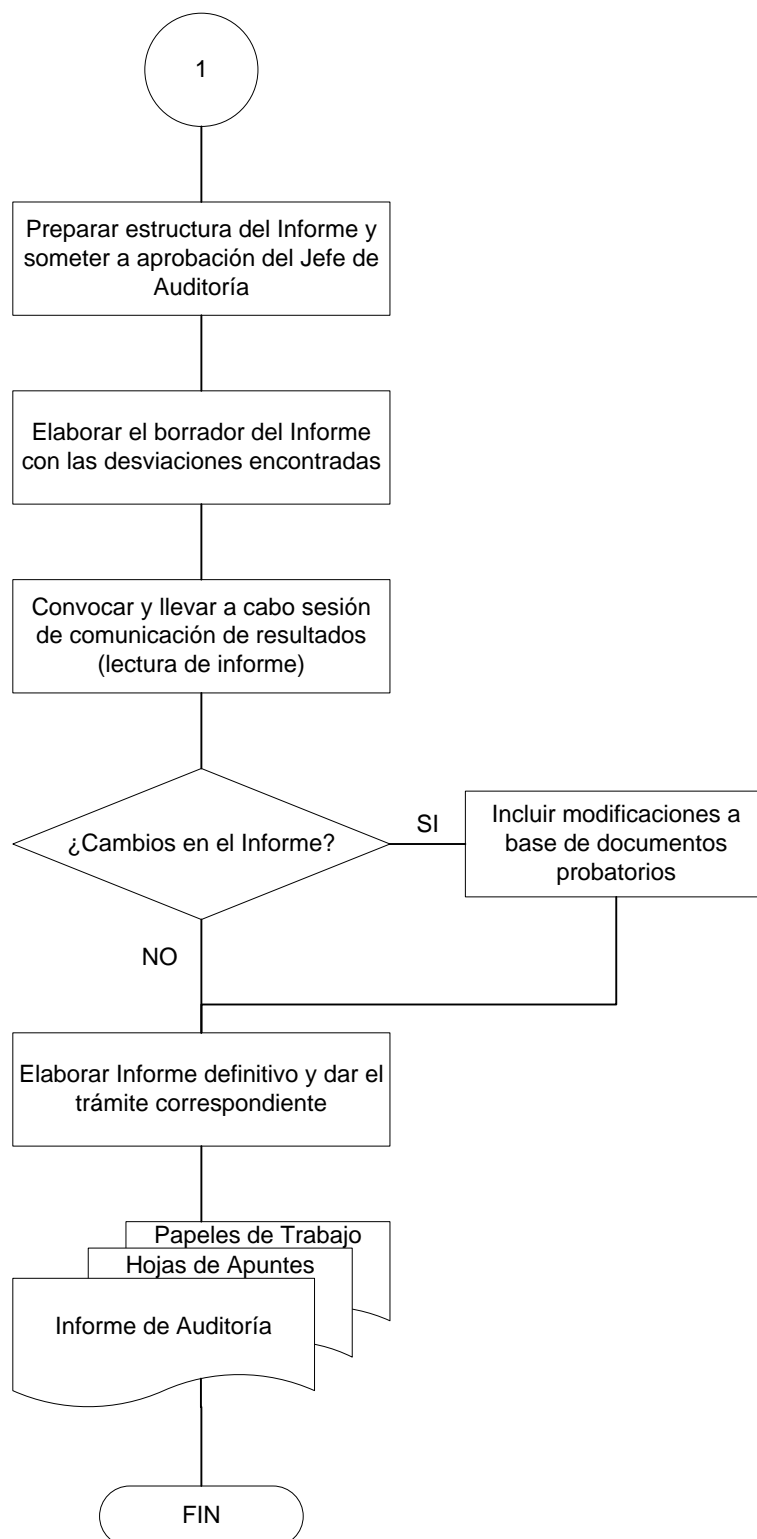 1
Preparar estructura del Informe y
someter a aprobación del Jefe de
Auditoría
Elaborar el borrador del Informe
con las desviaciones encontradas
Convocar y llevar a cabo sesión
de comunicación de resultados
(lectura de informe)
¿Cambios en el Informe?
SI
Incluir modificaciones a
base de documentos
probatorios
NO
Elaborar Informe definitivo y dar el
trámite correspondiente
Papeles de Trabajo
Hojas de Apuntes
Informe de Auditoría
FIN